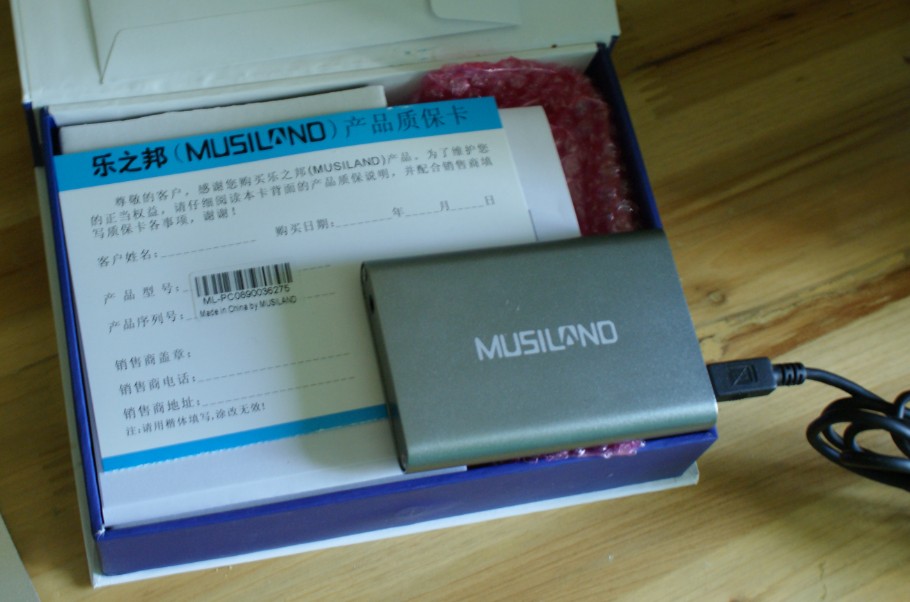 乐之邦(MUSILAND)产品质保卡
尊敬的客户，感谢您购买乐之邦(MUSILAND)产品，为了维护您
的正当权益，请仔细阅读本卡背面的产品质保说明，并配合销售商填
写质保卡各事项，谢谢！
客户姓名： 购买日期： 年 月 日
产品型号：
ML-PC0890036275
Made in China by MUSILAND
产品序列号：
销售商盖章：
销售商电话：
销售商地址：
注:请用楷体填写,涂改无效!
MUSILAND